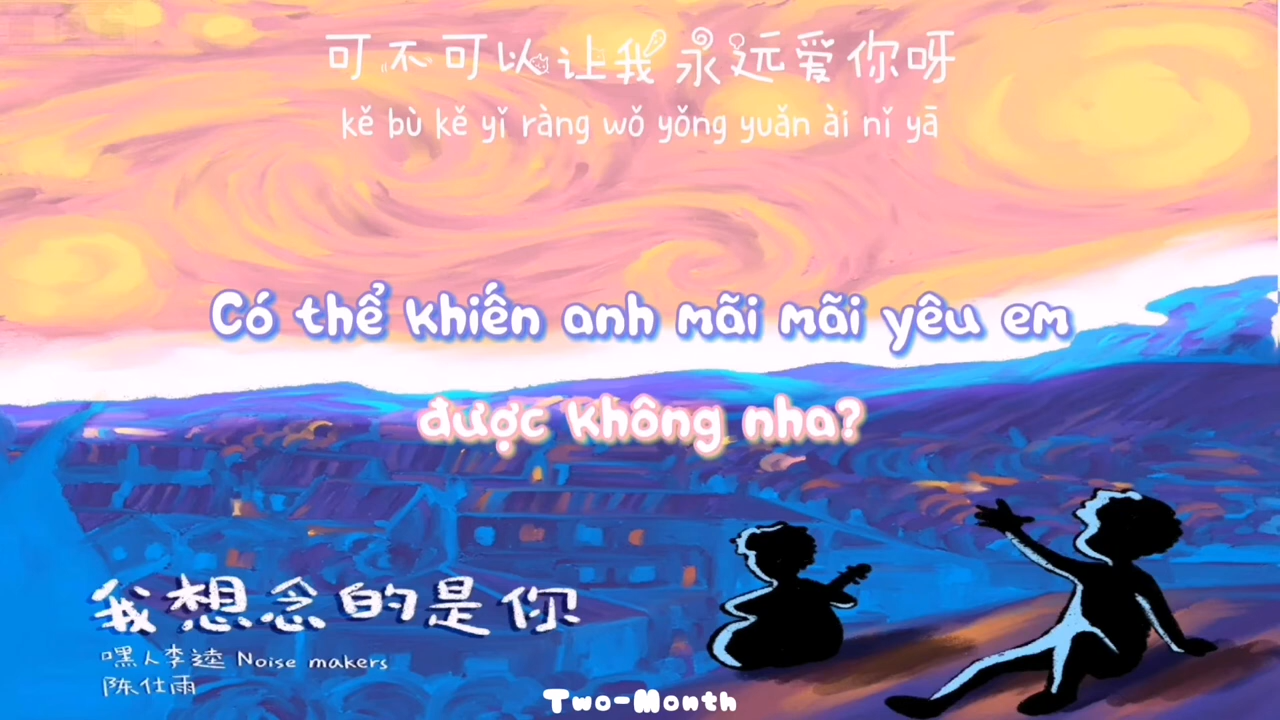 可不可以让我永远爱你呀
kě bù kě yǐ ràng wǒ yǒng yuǎn ài nǐ yā
Có thể khiến anh mãi mãi yêu em
được không nha?
我想念的是你
嘿人李逵 Noise makers
陈仕雨
Two-Month